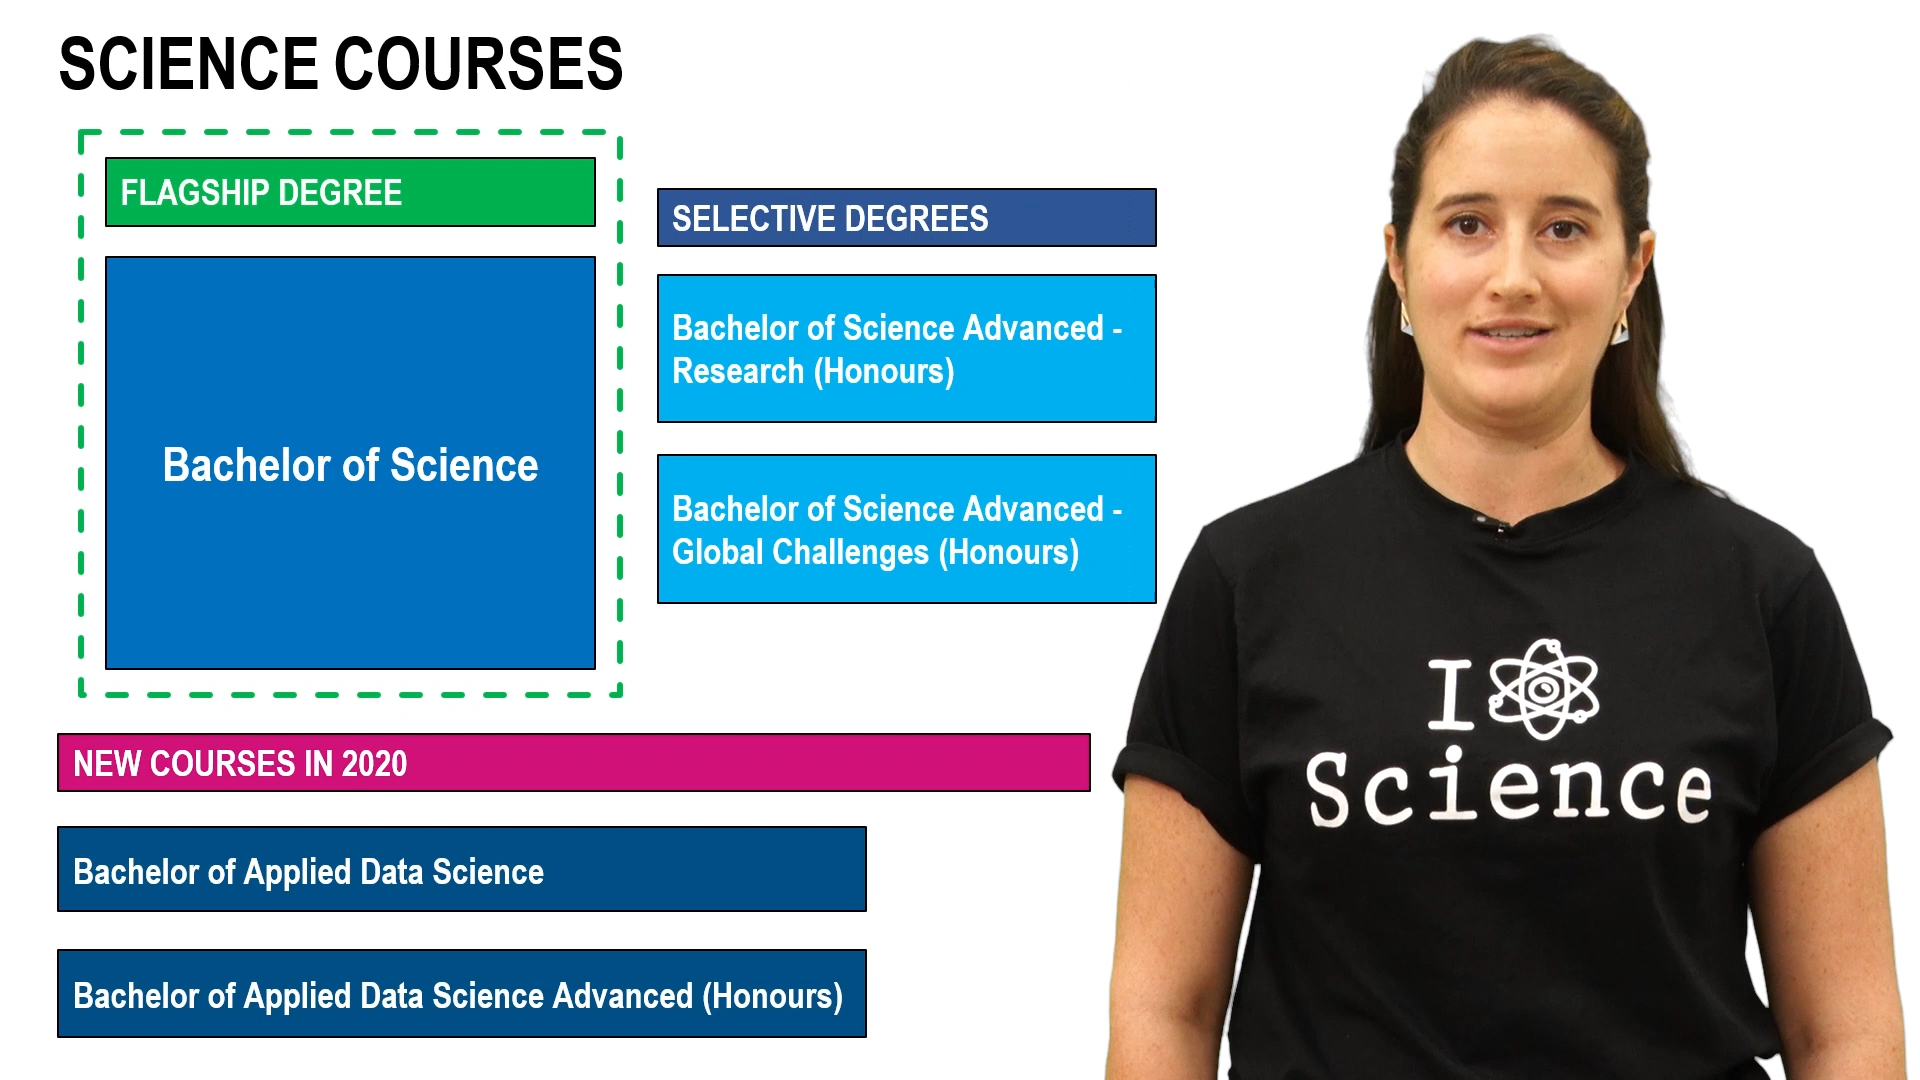 SCIENCE COURSES
FLAGSHIP DEGREE
Bachelor of Science
SELECTIVE DEGREES
Bachelor of Science Advanced -
Research (Honours)
Bachelor of Science Advanced -
Global Challenges (Honours)
NEW COURSES IN 2020
Bachelor of Applied Data Science
Bachelor of Applied Data Science Advanced (Honours)
I
Science